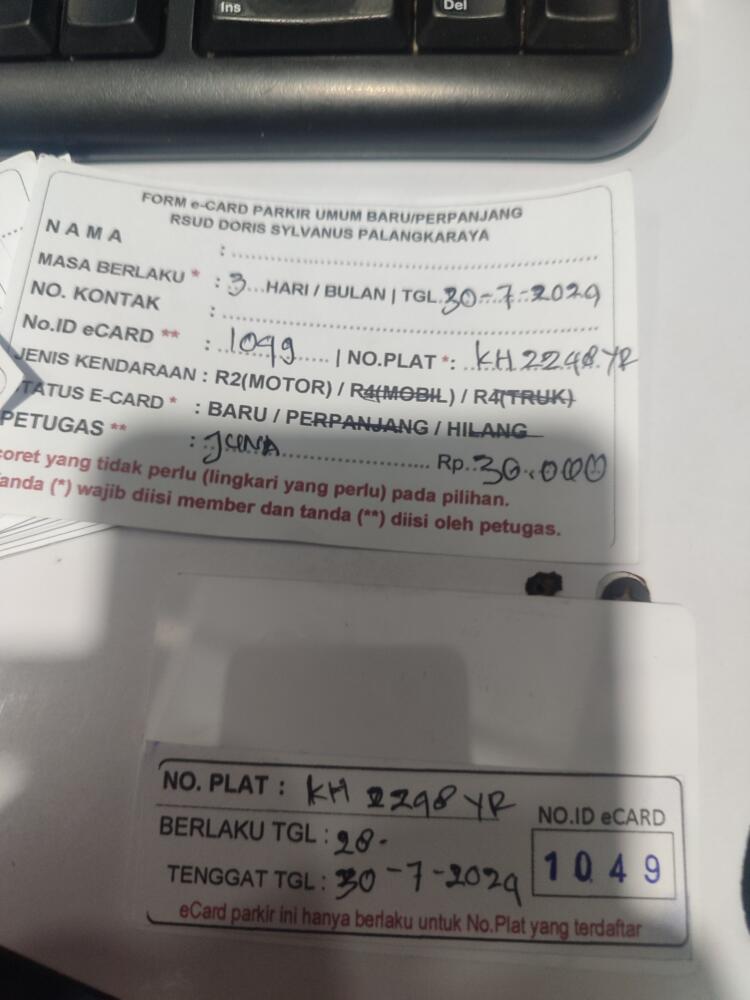 Ins
Del
FORM e-CARD PARKIR UMUM BARU/PERPANJANG
RSUD DORIS SYLVANUS PALANGKARAYA
NAMA :
MASA BERLAKU * : 3 HARI / BULAN | TGL. 30-7-2024
NO. KONTAK :
No.ID eCARD ** : 1049 | NO.PLAT *: KH 2298 YR
JENIS KENDARAAN : R2(MOTOR) / R4(MOBIL) / R4(TRUK)
TATUS E-CARD * : BARU / PERPANJANG / HILANG
PETUGAS ** : JUNA Rp. 30.000
coret yang tidak perlu (lingkari yang perlu) pada pilihan.
anda (*) wajib diisi member dan tanda (**) diisi oleh petugas.
NO. PLAT : KH 2298 YR
NO.ID eCARD
BERLAKU TGL : 28.
1049
TENGGAT TGL : 30-7-2024
eCard parkir ini hanya berlaku untuk No.Plat yang terdaftar